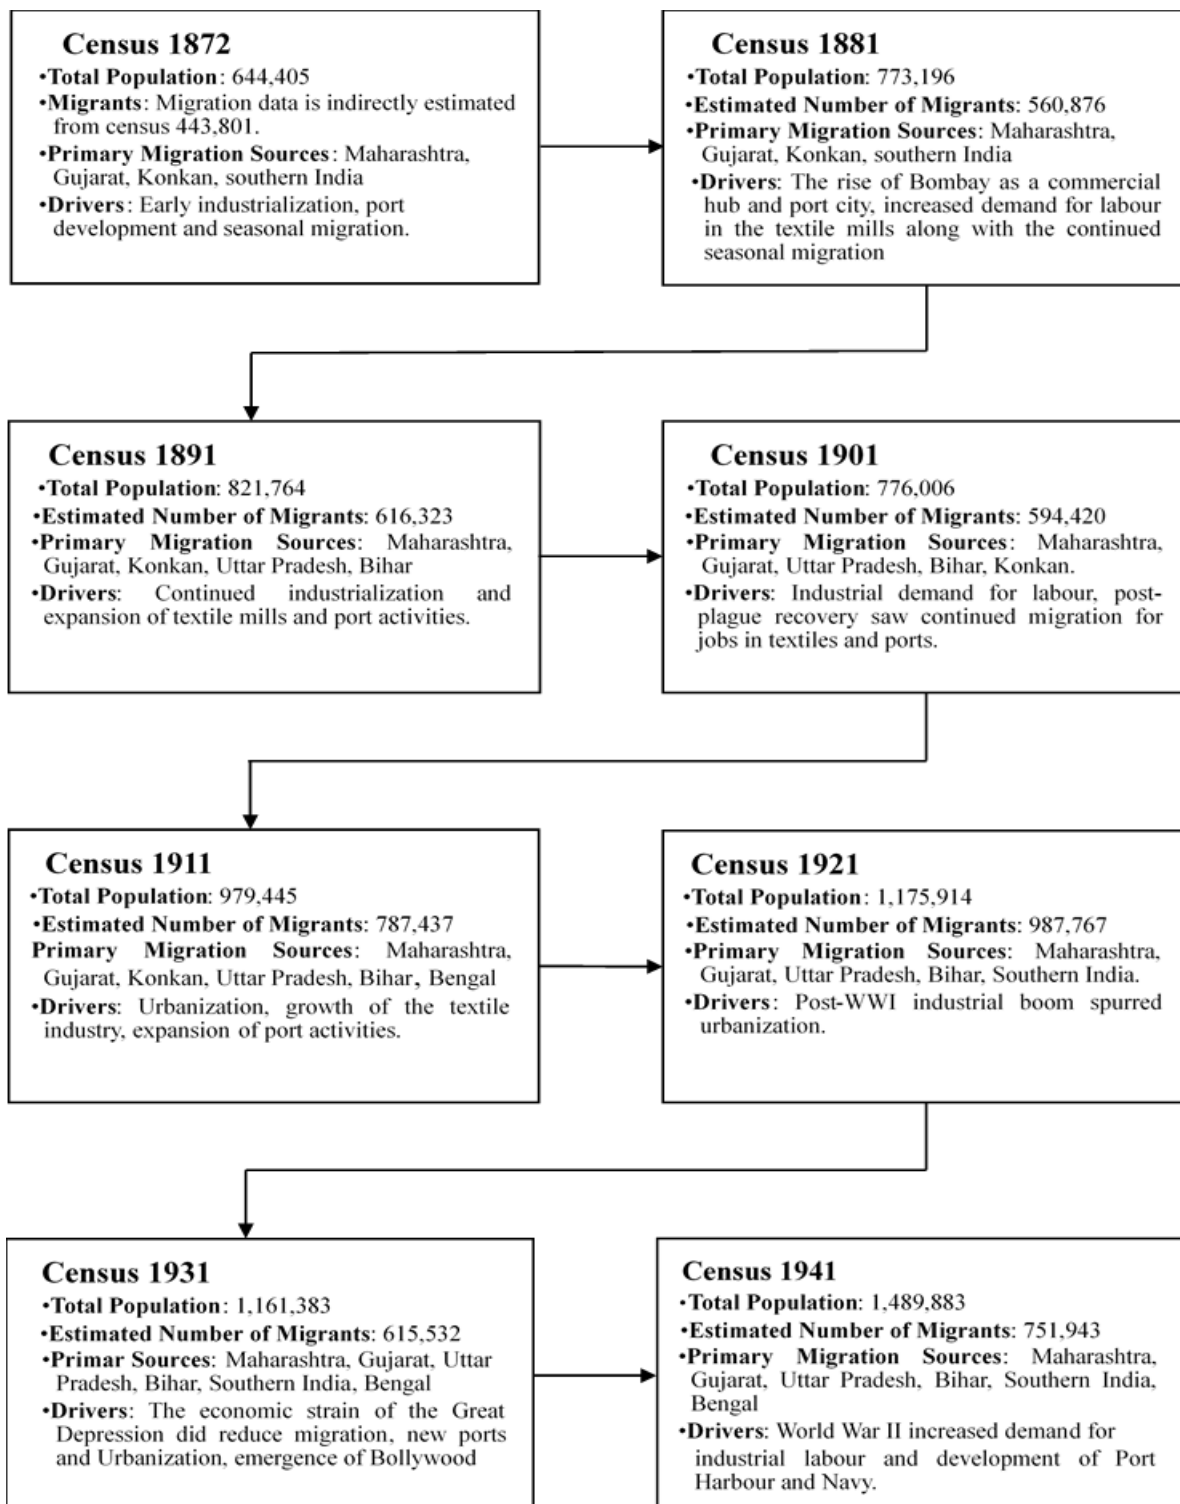 Census 1872
•Total Population: 644,405
•Migrants: Migration data is indirectly estimated
from census 443,801.
•Primary Migration Sources: Maharashtra,
Gujarat, Konkan, southern India
•Drivers: Early industrialization, port
development and seasonal migration.
Census 1881
•Total Population: 773,196
•Estimated Number of Migrants: 560,876
•Primary Migration Sources: Maharashtra,
Gujarat, Konkan, southern India
•Drivers: The rise of Bombay as a commercial
hub and port city, increased demand for labour
in the textile mills along with the continued
seasonal migration
Census 1891
•Total Population: 821,764
•Estimated Number of Migrants: 616,323
•Primary Migration Sources: Maharashtra,
Gujarat, Konkan, Uttar Pradesh, Bihar
•Drivers: Continued industrialization and
expansion of textile mills and port activities.
Census 1901
•Total Population: 776,006
•Estimated Number of Migrants: 594,420
•Primary Migration Sources: Maharashtra,
Gujarat, Uttar Pradesh, Bihar, Konkan.
•Drivers: Industrial demand for labour, post-
plague recovery saw continued migration for
jobs in textiles and ports.
Census 1911
•Total Population: 979,445
•Estimated Number of Migrants: 787,437
Primary Migration Sources: Maharashtra,
Gujarat, Konkan, Uttar Pradesh, Bihar, Bengal
•Drivers: Urbanization, growth of the textile
industry, expansion of port activities.
Census 1921
•Total Population: 1,175,914
•Estimated Number of Migrants: 987,767
•Primary Migration Sources: Maharashtra,
Gujarat, Uttar Pradesh, Bihar, Southern India.
•Drivers: Post-WWI industrial boom spurred
urbanization.
Census 1931
•Total Population: 1,161,383
•Estimated Number of Migrants: 615,532
•Primar Sources: Maharashtra, Gujarat, Uttar
Pradesh, Bihar, Southern India, Bengal
•Drivers: The economic strain of the Great
Depression did reduce migration, new ports
and Urbanization, emergence of Bollywood
Census 1941
•Total Population: 1,489,883
•Estimated Number of Migrants: 751,943
•Primary Migration Sources: Maharashtra,
Gujarat, Uttar Pradesh, Bihar, Southern India,
Bengal
•Drivers: World War II increased demand for
industrial labour and development of Port
Harbour and Navy.